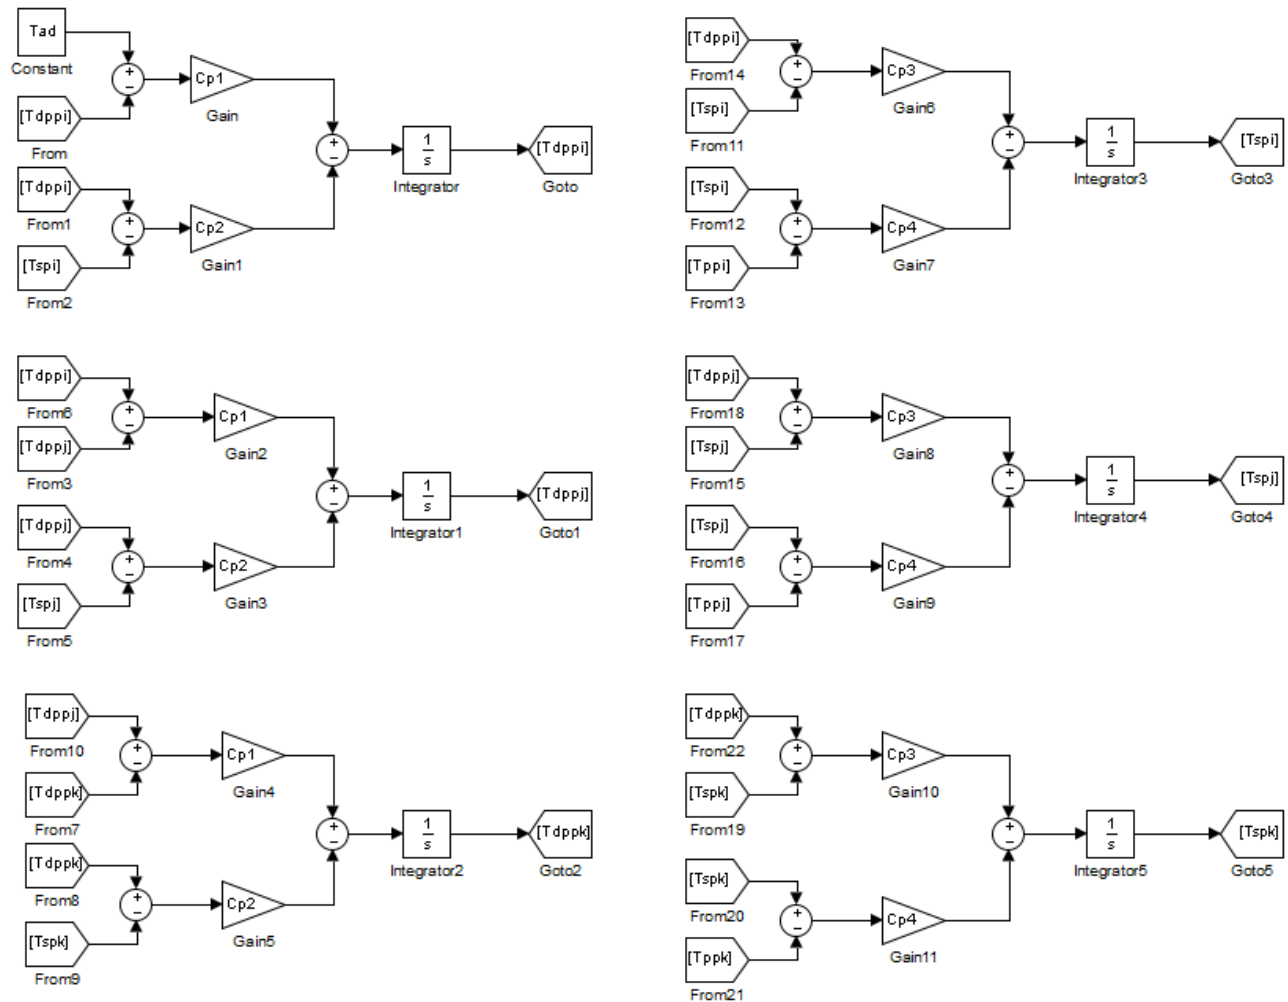 Tad
Constant
[Tdppi]
From
+
−
Cp1
Gain
[Tdppi]
From1
[Tspi]
From2
+
−
Cp2
Gain1
+
−
1
s
Integrator
[Tdppi]
Goto
[Tdppi]
From14
[Tspi]
From11
+
−
Cp3
Gain6
[Tspi]
From12
[Tppi]
From13
+
−
Cp4
Gain7
+
−
1
s
Integrator3
[Tspi]
Goto3
[Tdppi]
From6
[Tdppj]
From3
+
−
Cp1
Gain2
[Tdppj]
From4
[Tspj]
From5
+
−
Cp2
Gain3
+
−
1
s
Integrator1
[Tdppj]
Goto1
[Tdppj]
From18
[Tspj]
From15
+
−
Cp3
Gain8
[Tspj]
From16
[Tppj]
From17
+
−
Cp4
Gain9
+
−
1
s
Integrator4
[Tspj]
Goto4
[Tdppj]
From10
[Tdppk]
From7
+
−
Cp1
Gain4
[Tdppk]
From8
[Tspk]
From9
+
−
Cp2
Gain5
+
−
1
s
Integrator2
[Tdppk]
Goto2
[Tdppk]
From22
[Tspk]
From19
+
−
Cp3
Gain10
[Tspk]
From20
[Tppk]
From21
+
−
Cp4
Gain11
+
−
1
s
Integrator5
[Tspk]
Goto5